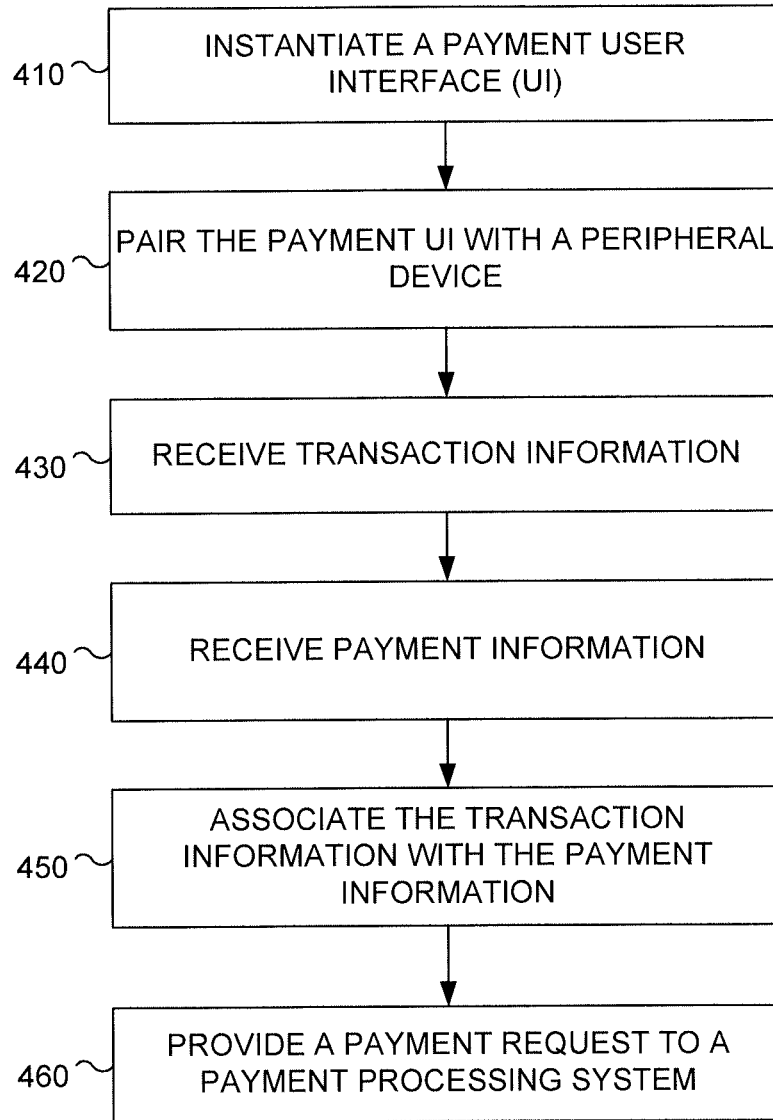 410
INSTANTIATE A PAYMENT USER
INTERFACE (UI)
420
PAIR THE PAYMENT UI WITH A PERIPHERAL
DEVICE
430
RECEIVE TRANSACTION INFORMATION
440
RECEIVE PAYMENT INFORMATION
450
ASSOCIATE THE TRANSACTION
INFORMATION WITH THE PAYMENT
INFORMATION
460
PROVIDE A PAYMENT REQUEST TO A
PAYMENT PROCESSING SYSTEM